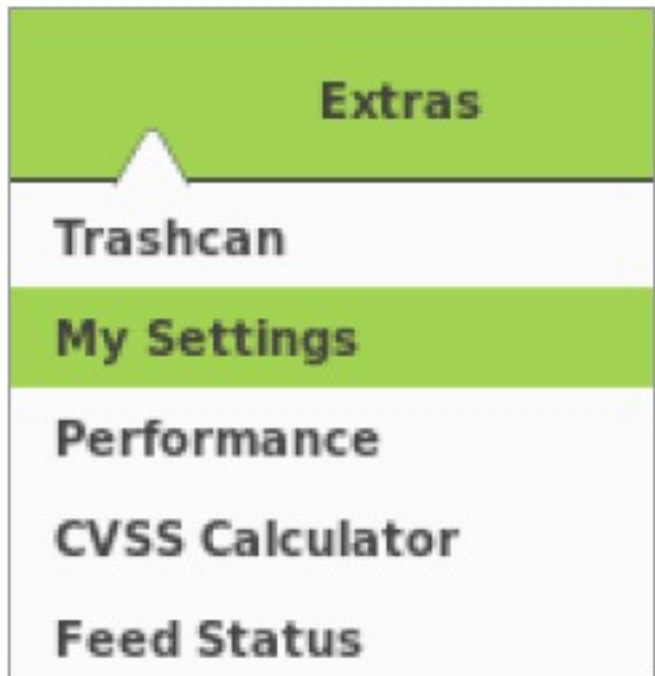 Extras
Trashcan
My Settings
Performance
CVSS Calculator
Feed Status